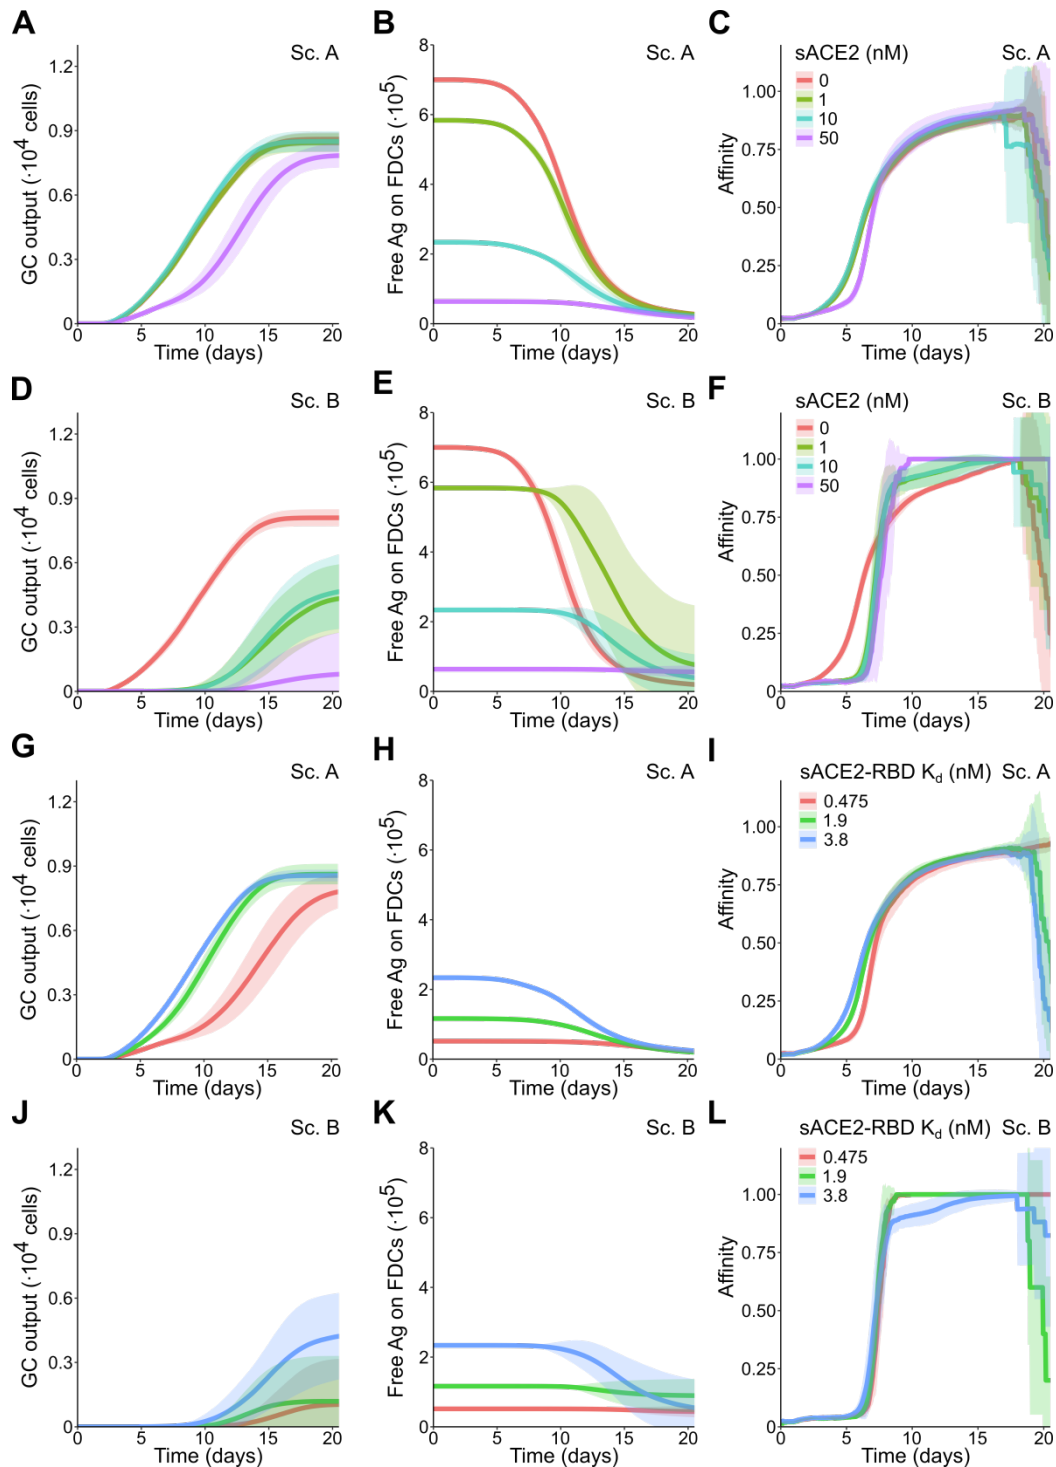 A
Sc. A
GC output (·10⁴ cells)
1.2
0.9
0.6
0.3
0
0 5 10 15 20
Time (days)
B
Sc. A
Free Ag on FDCs (·10⁵)
8
6
4
2
0
0 5 10 15 20
Time (days)
C
sACE2 (nM) Sc. A
0
1
10
50
Affinity
1.00
0.75
0.50
0.25
0
0 5 10 15 20
Time (days)
D
Sc. B
GC output (·10⁴ cells)
1.2
0.9
0.6
0.3
0
0 5 10 15 20
Time (days)
E
Sc. B
Free Ag on FDCs (·10⁵)
8
6
4
2
0
0 5 10 15 20
Time (days)
F
sACE2 (nM) Sc. B
0
1
10
50
Affinity
1.00
0.75
0.50
0.25
0
0 5 10 15 20
Time (days)
G
Sc. A
GC output (·10⁴ cells)
1.2
0.9
0.6
0.3
0
0 5 10 15 20
Time (days)
H
Sc. A
Free Ag on FDCs (·10⁵)
8
6
4
2
0
0 5 10 15 20
Time (days)
I
sACE2-RBD K_d (nM) Sc. A
0.475
1.9
3.8
Affinity
1.00
0.75
0.50
0.25
0
0 5 10 15 20
Time (days)
J
Sc. B
GC output (·10⁴ cells)
1.2
0.9
0.6
0.3
0
0 5 10 15 20
Time (days)
K
Sc. B
Free Ag on FDCs (·10⁵)
8
6
4
2
0
0 5 10 15 20
Time (days)
L
sACE2-RBD K_d (nM) Sc. B
0.475
1.9
3.8
Affinity
1.00
0.75
0.50
0.25
0
0 5 10 15 20
Time (days)